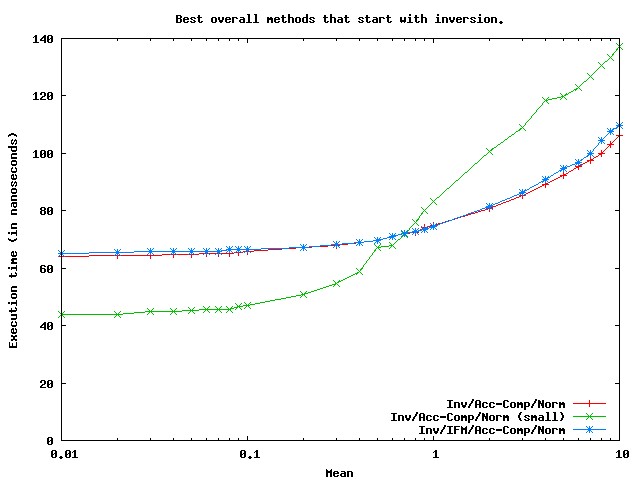 Best overall methods that start with inversion.
140
120
100
80
60
40
20
0
Execution time (in nanoseconds)
Inv/Acc-Comp/Norm
Inv/Acc-Comp/Norm (small)
Inv/IFM/Acc-Comp/Norm
0.01 0.1 1 10
Mean